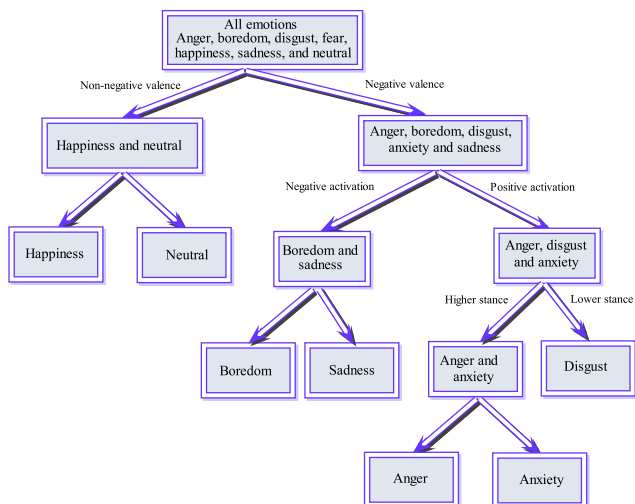 All emotions
Anger, boredom, disgust, fear,
happiness, sadness, and neutral
Non-negative valence
Negative valence
Happiness and neutral
Anger, boredom, disgust,
anxiety and sadness
Negative activation
Positive activation
Happiness
Neutral
Boredom and
sadness
Anger, disgust
and anxiety
Higher stance
Lower stance
Boredom
Sadness
Anger and
anxiety
Disgust
Anger
Anxiety